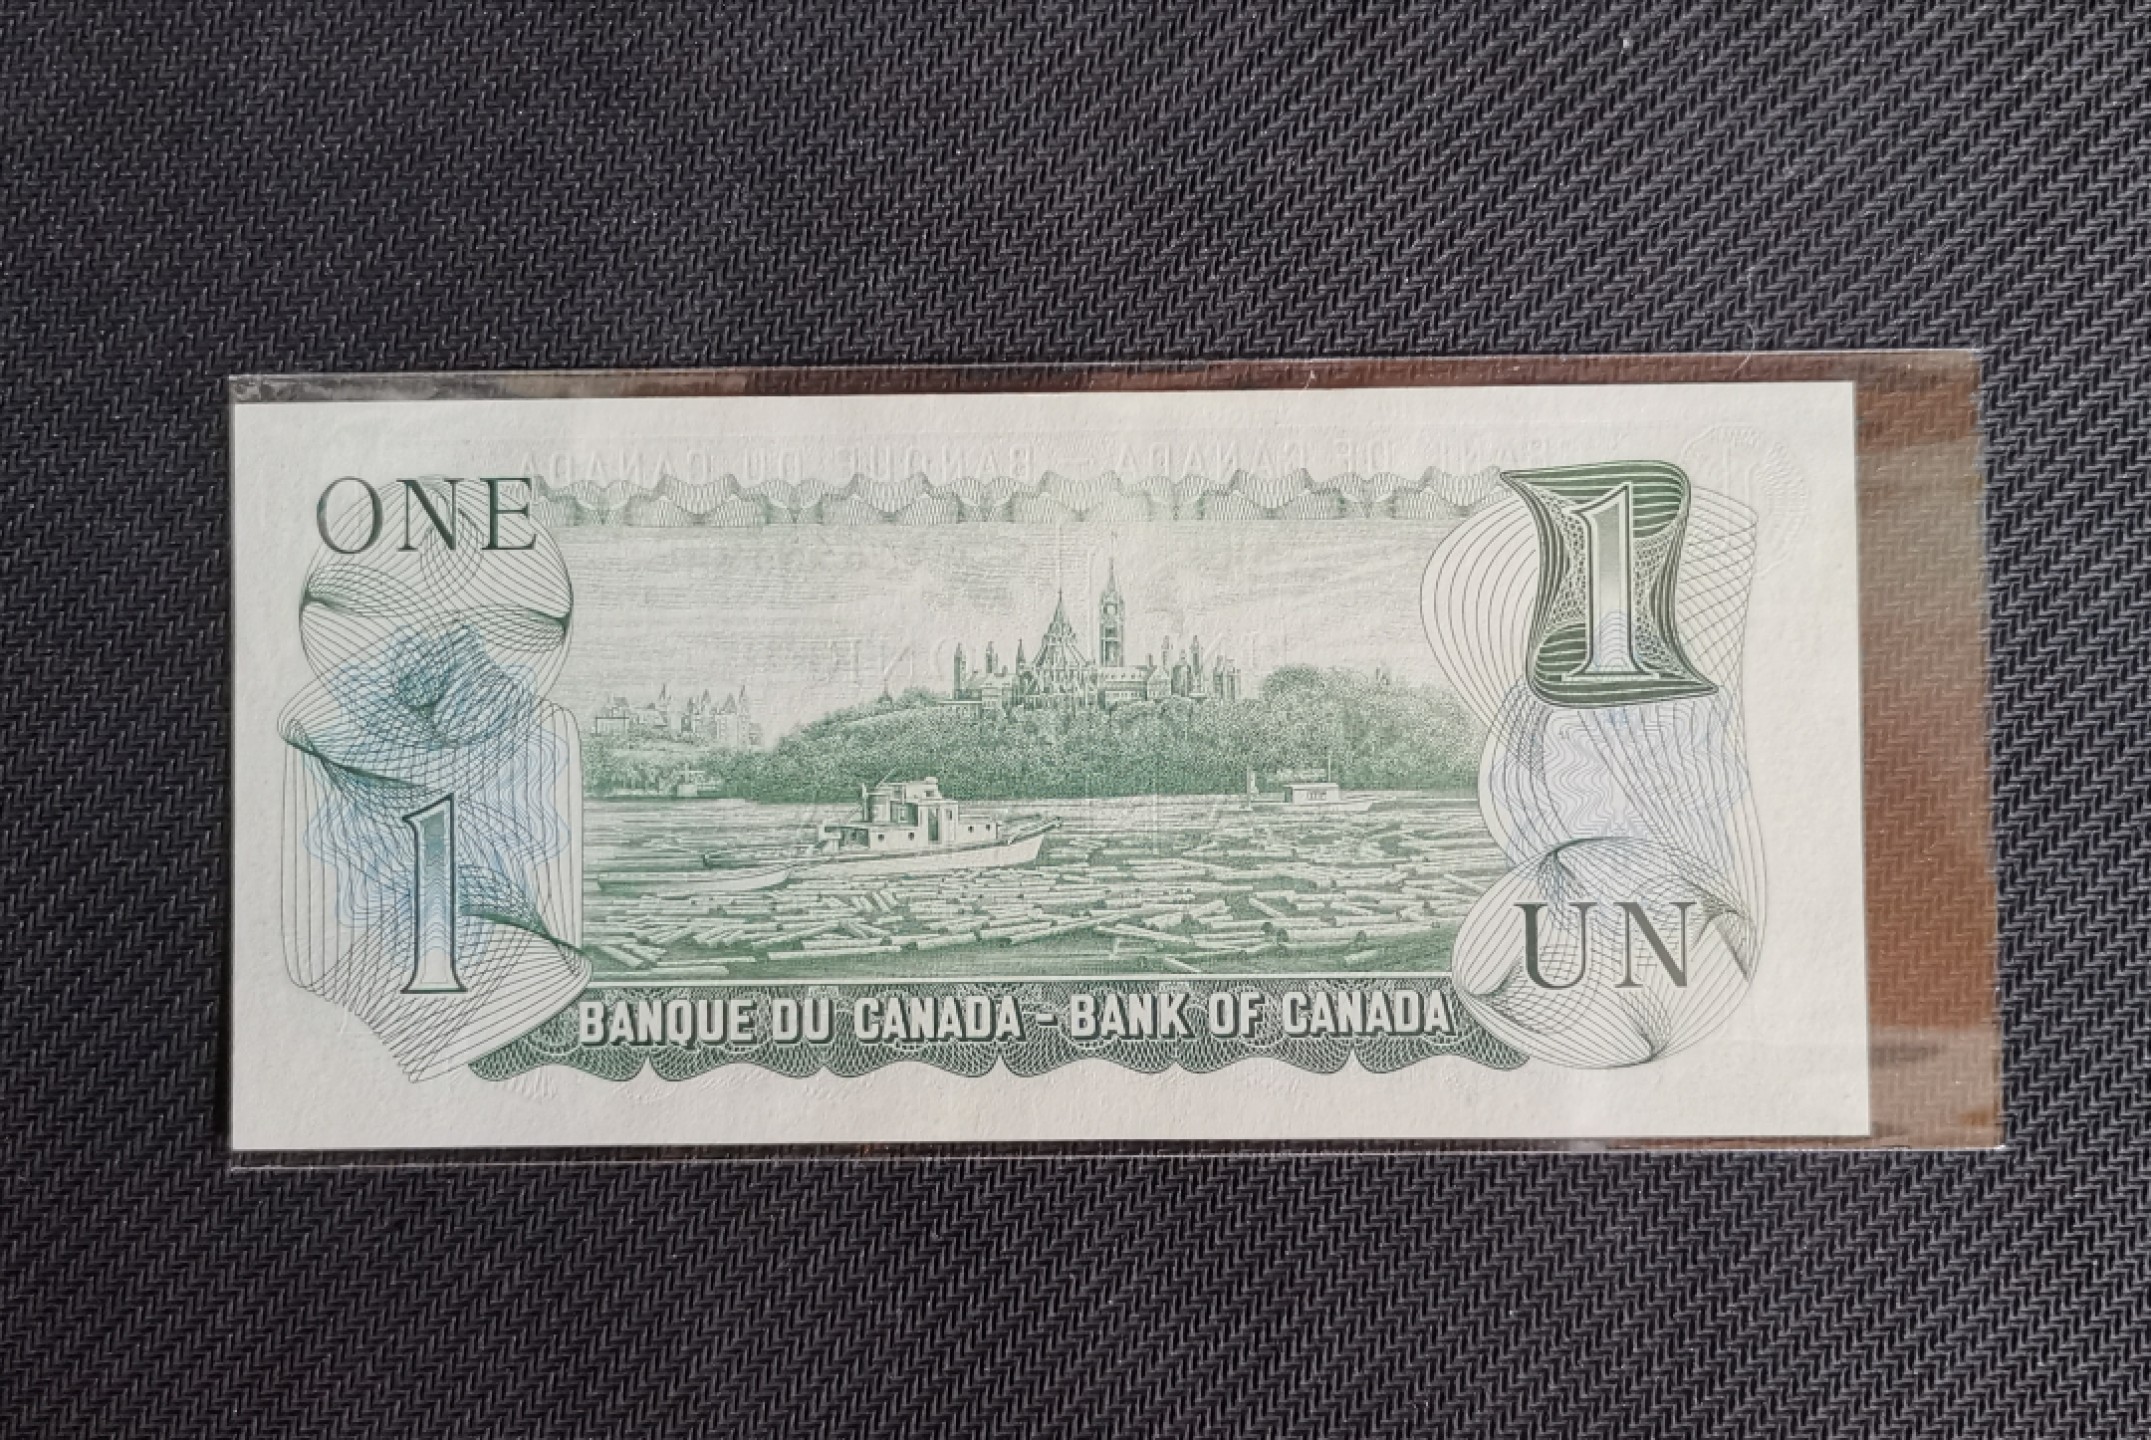 ONE
1
1
UN
BANQUE DU CANADA - BANK OF CANADA